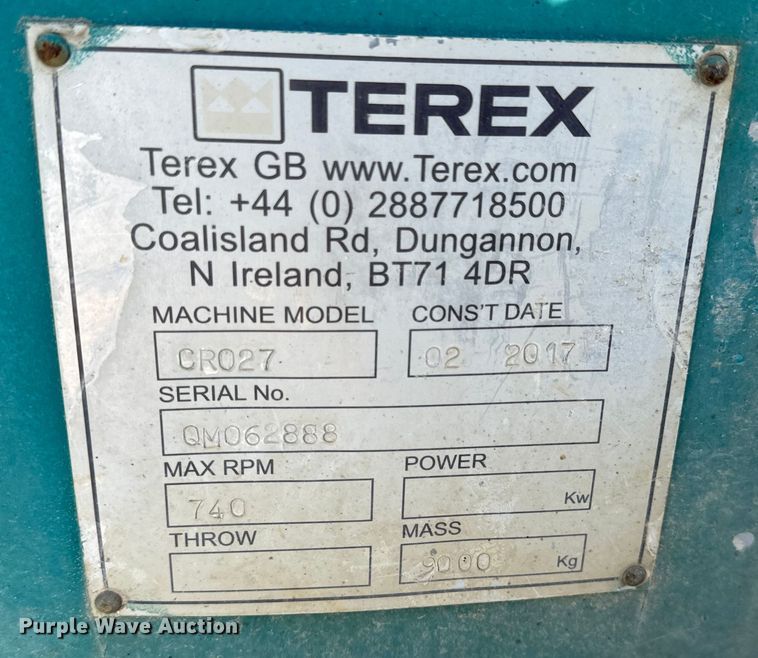 TEREX
Terex GB www.Terex.com
Tel: +44 (0) 2887718500
Coalisland Rd, Dungannon,
N Ireland, BT71 4DR
MACHINE MODEL CONS'T DATE
CR027 02 2017
SERIAL No.
QM062888
MAX RPM POWER
740 Kw
THROW MASS
9000 Kg
Purple Wave Auction